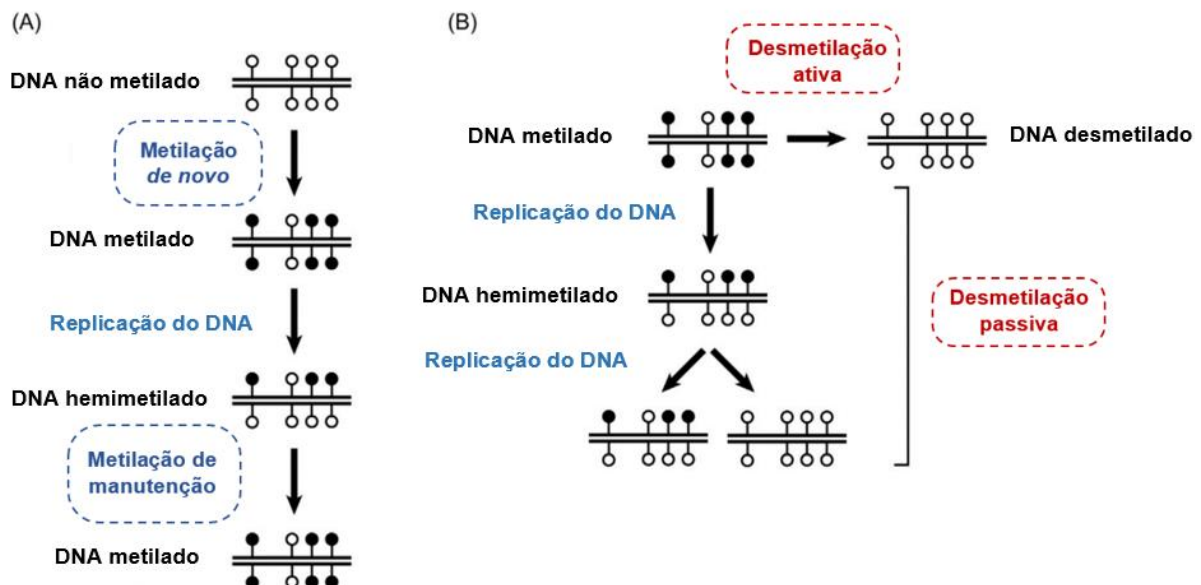 (A)
DNA não metilado
Metilação
de novo
DNA metilado
Replicação do DNA
DNA hemimetilado
Metilação de
manutenção
DNA metilado
(B)
Desmetilação
ativa
DNA metilado
DNA desmetilado
Replicação do DNA
DNA hemimetilado
Desmetilação
passiva
Replicação do DNA